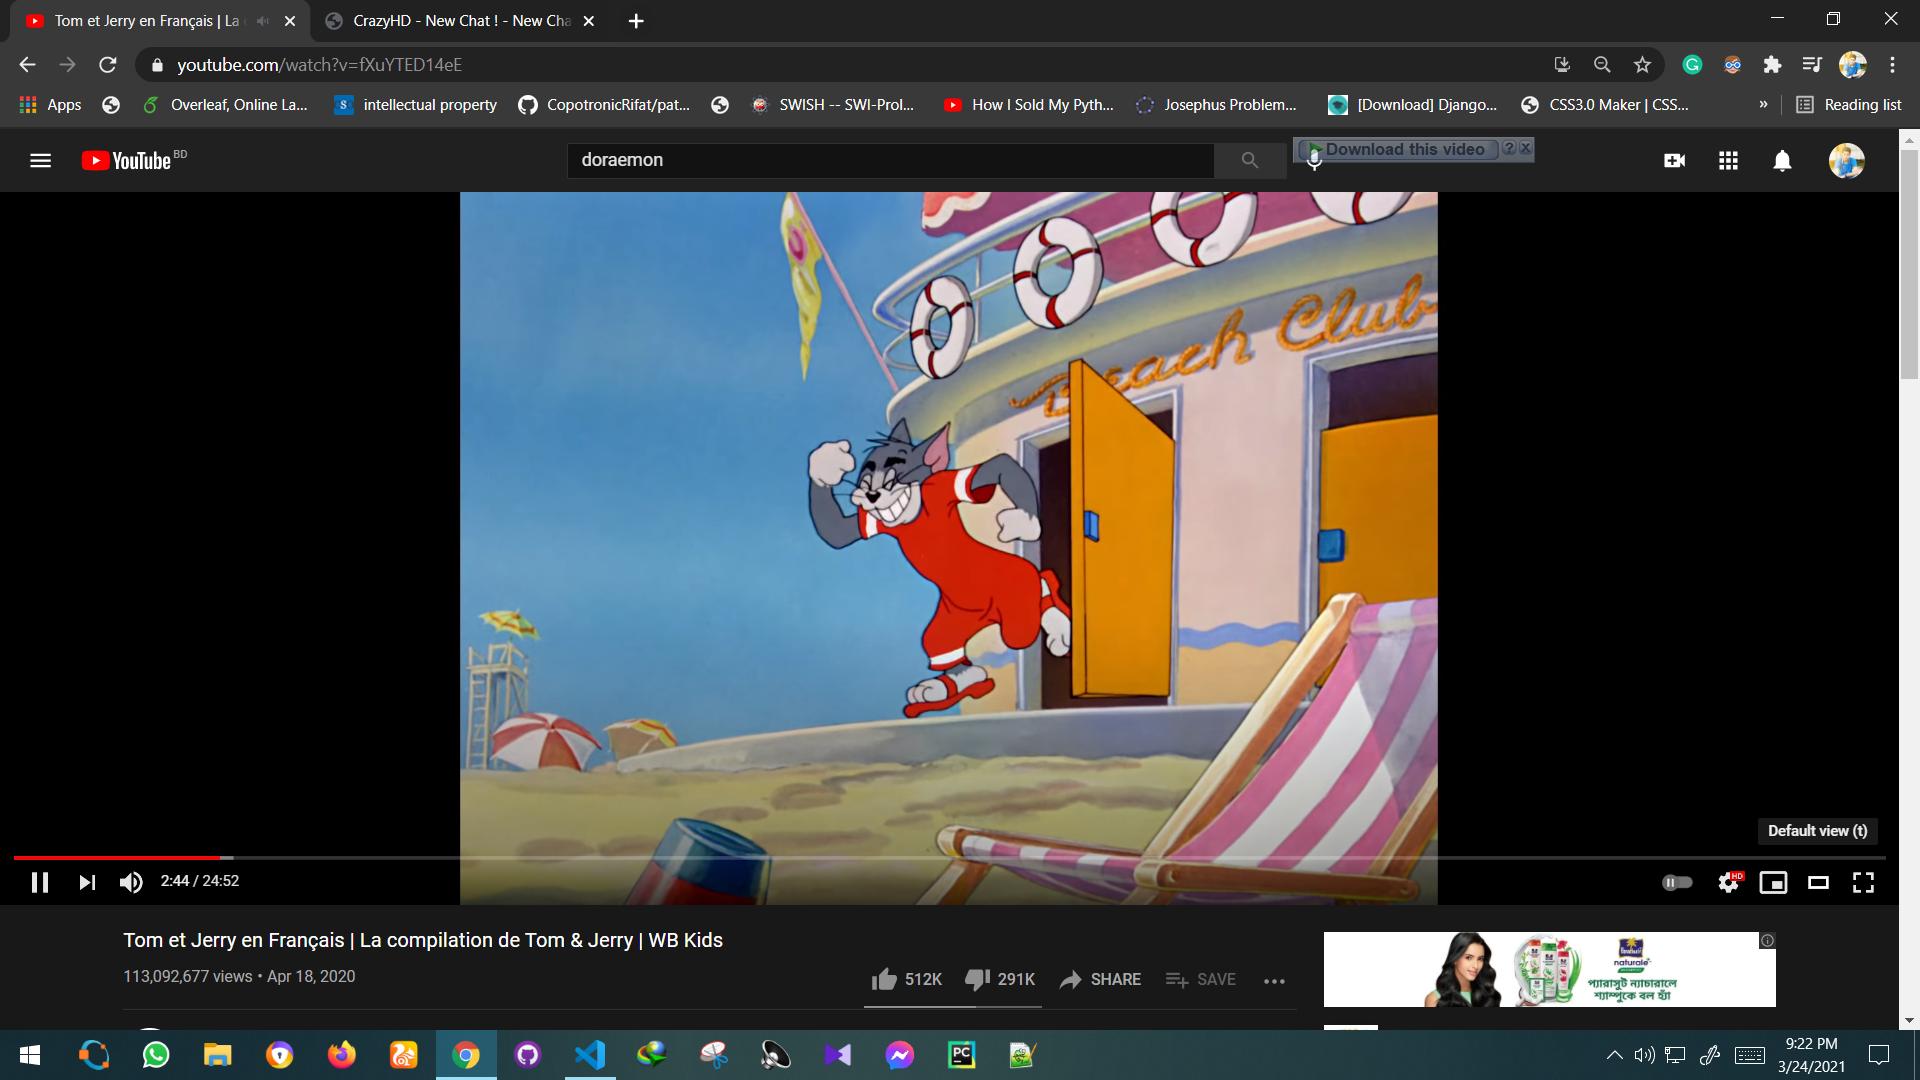 Tom et Jerry en Français | La
CrazyHD - New Chat ! - New Cha
youtube.com/watch?v=fXuYTED14eE
Apps
Overleaf, Online La...
intellectual property
CopotronicRifat/pat...
SWISH -- SWI-Prol...
How I Sold My Pyth...
Josephus Problem...
[Download] Django...
CSS3.0 Maker | CSS...
»
Reading list
YouTube BD
doraemon
Download this video
Beach Club
Default view (t)
2:44 / 24:52
HD
Tom et Jerry en Français | La compilation de Tom & Jerry | WB Kids
113,092,677 views • Apr 18, 2020
512K
291K
SHARE
SAVE
naturale
প্যারাসুট ন্যাচারালে
শ্যাম্পুকে বল হ্যাঁ
PC
9:22 PM
3/24/2021